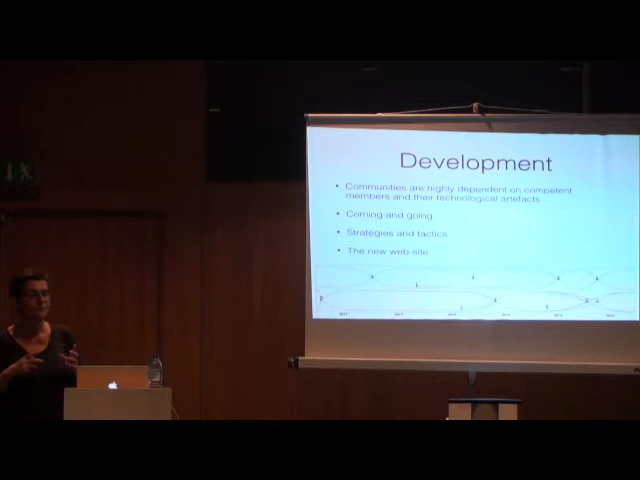 Development
• Communities are highly dependent on competent
members and their technological artefacts.
• Coming and going
• Strategies and tactics
• The new web-site